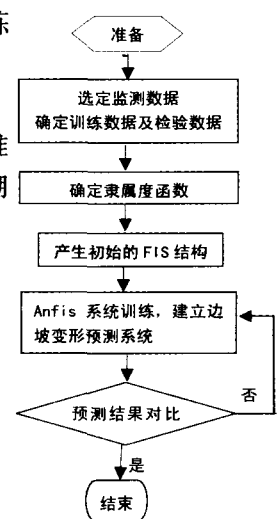 准备
选定监测数据
确定训练数据及检验数据
确定隶属度函数
产生初始的FIS结构
Anfis 系统训练，建立边
坡变形预测系统
预测结果对比
否
是
结束